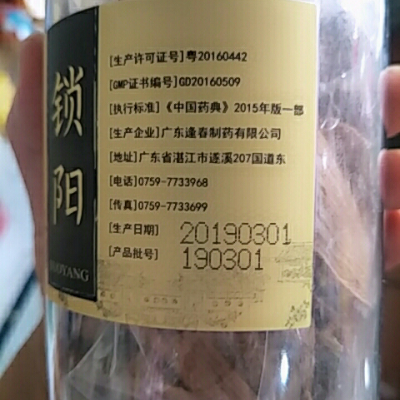 锁阳
[生产许可证号]粤20160442
[GMP证书编号]GD20160509
[执行标准]《中国药典》2015年版一部
[生产企业]广东逢春制药有限公司
[地址]广东省湛江市遂溪207国道东
[电话]0759-7733968
[传真]0759-7733699
[生产日期] 20190301
[产品批号] 190301